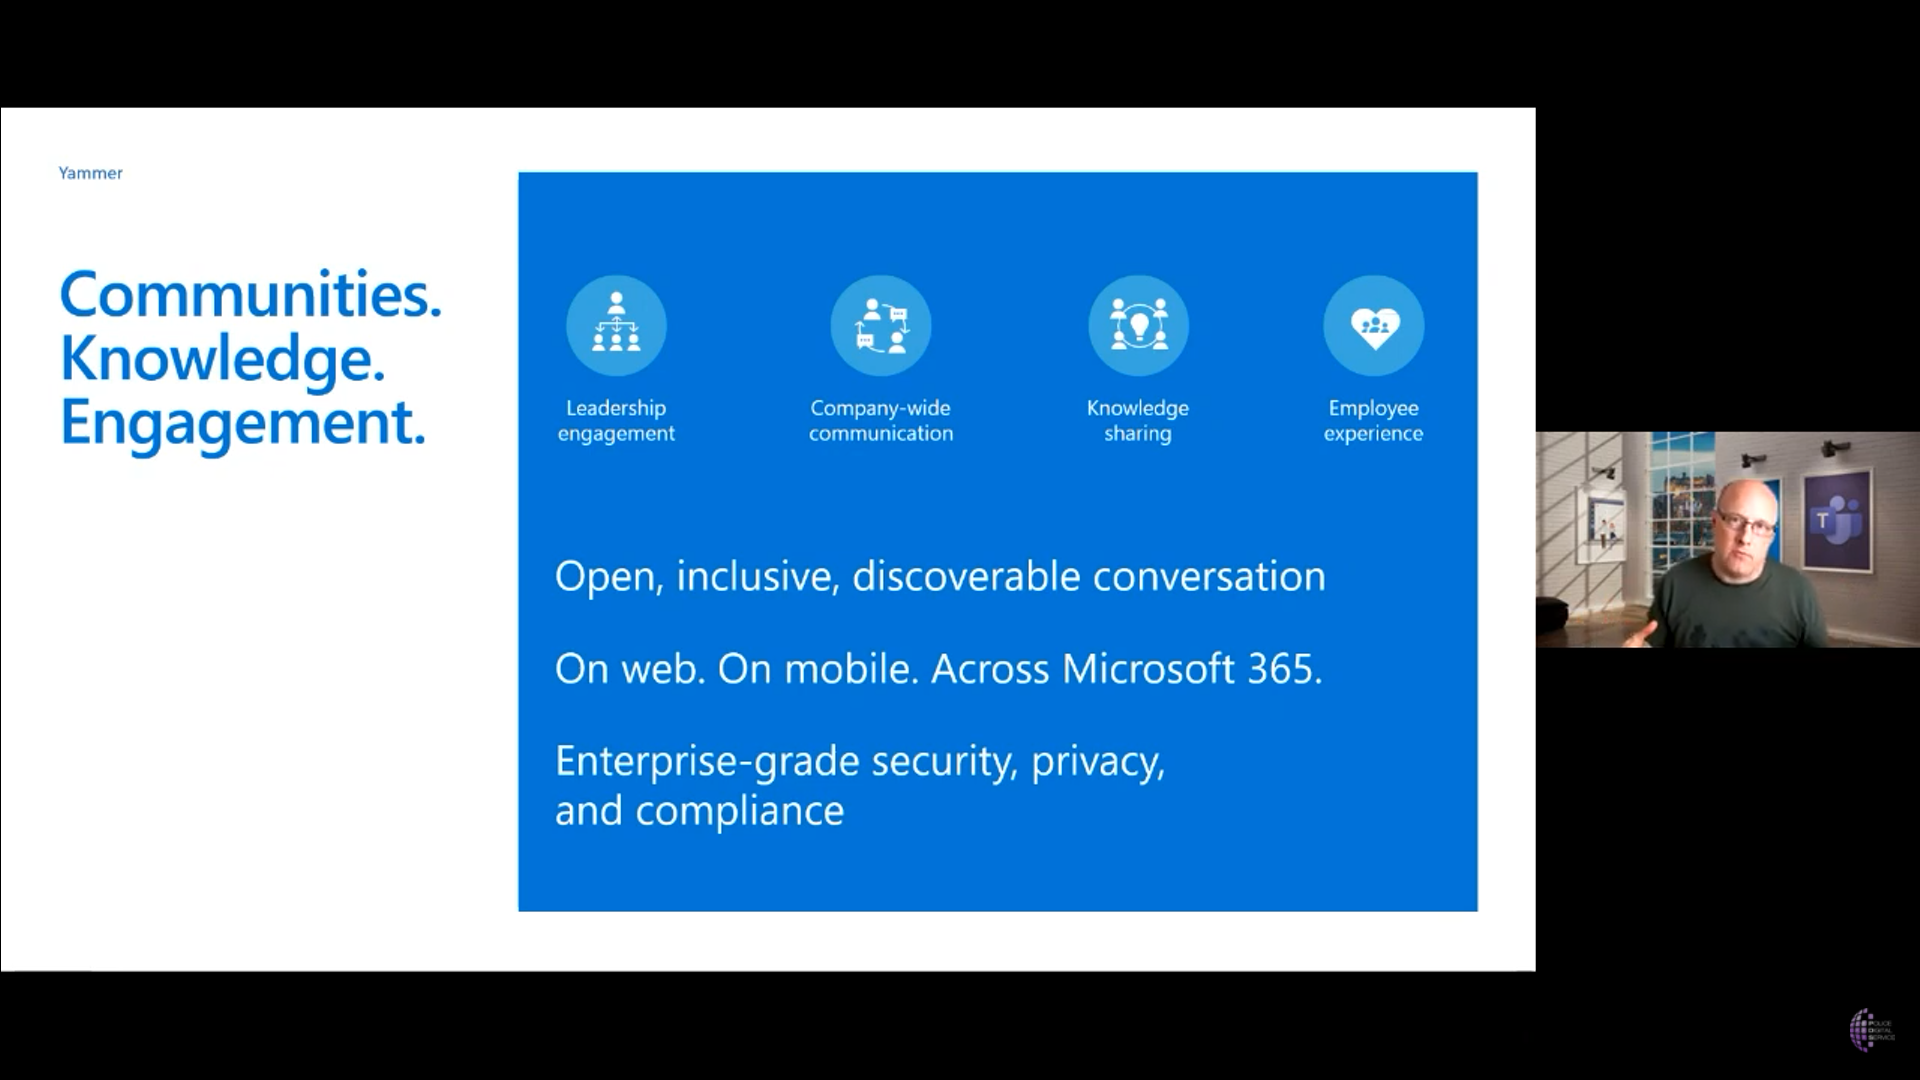 Yammer
Communities.
Knowledge.
Engagement.
Leadership
engagement
Company-wide
communication
Knowledge
sharing
Employee
experience
Open, inclusive, discoverable conversation
On web. On mobile. Across Microsoft 365.
Enterprise-grade security, privacy,
and compliance
T
POLICE
DIGITAL
SERVICE